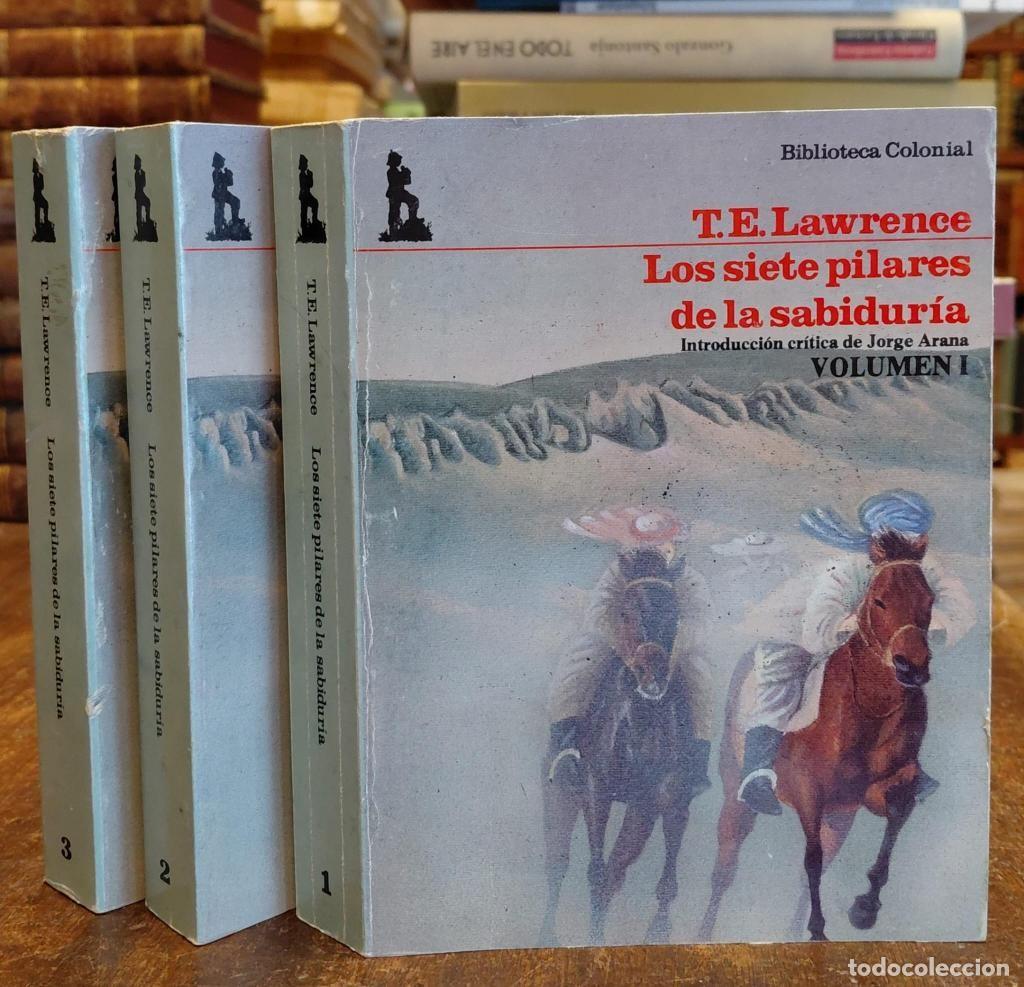 Gonzalo Santonja
TODO EN EL AIRE
Biblioteca Colonial
T.E. Lawrence
Los siete pilares
de la sabiduría
Introducción crítica de Jorge Arana
VOLUMEN I
T.E. Lawrence Los siete pilares de la sabiduría
3
T.E. Lawrence Los siete pilares de la sabiduría
2
T.E. Lawrence Los siete pilares de la sabiduría
1
todocoleccion